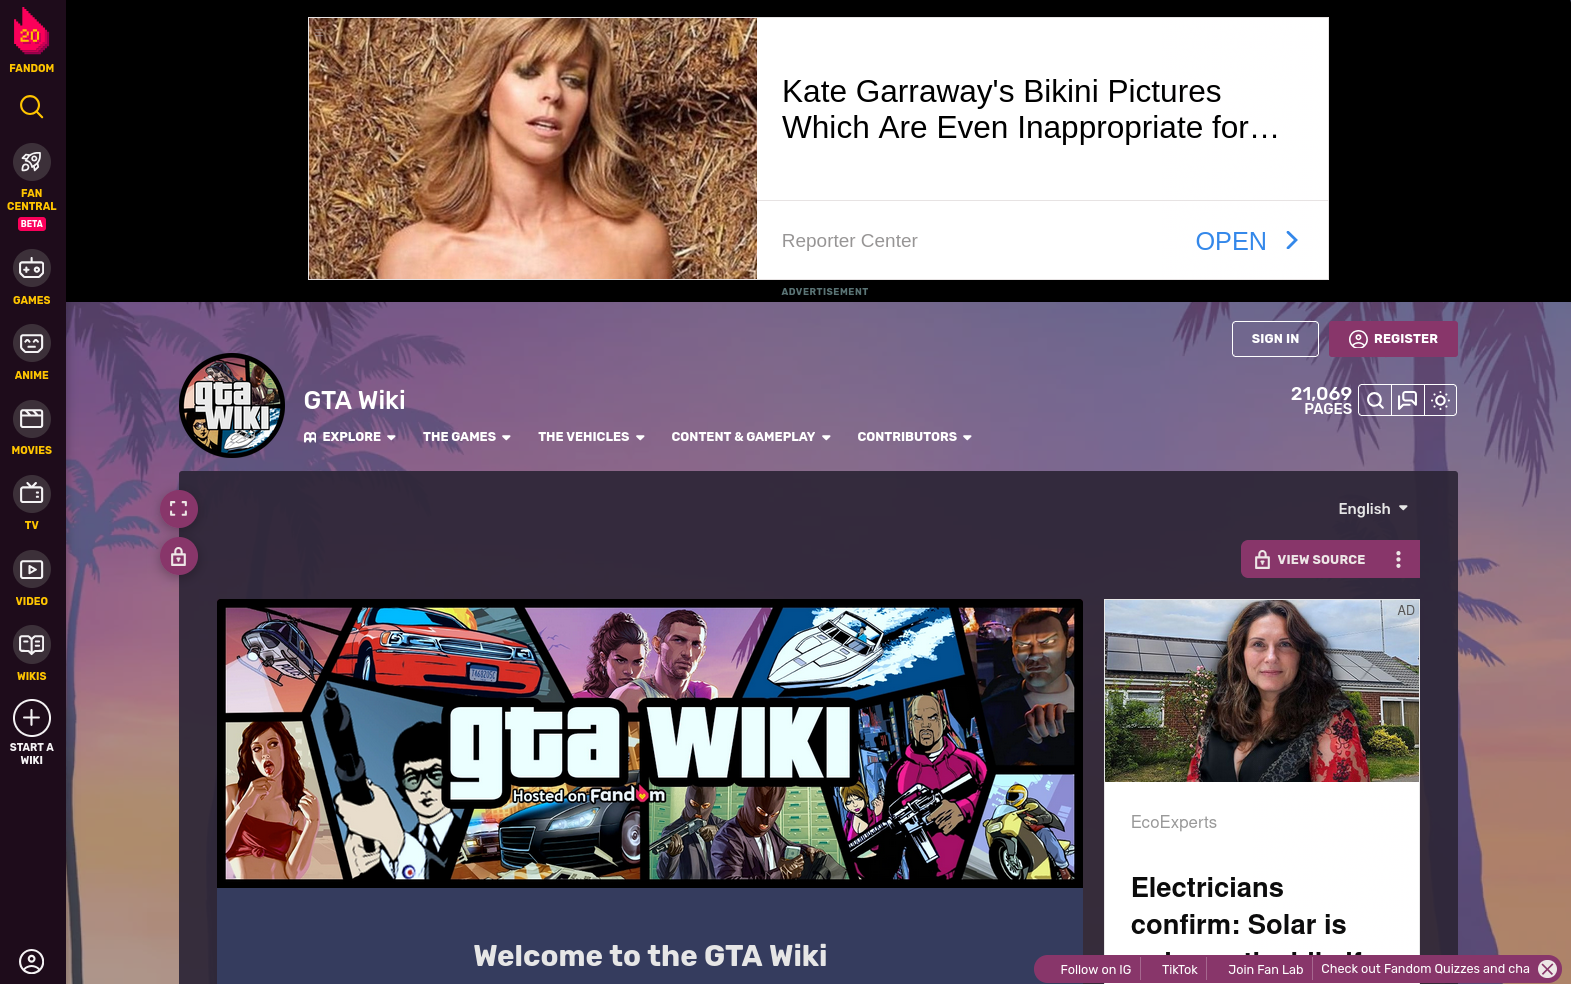 20
FANDOM
FAN
CENTRAL
BETA
GAMES
ANIME
MOVIES
TV
VIDEO
WIKIS
START A
WIKI
Kate Garraway's Bikini Pictures
Which Are Even Inappropriate for...
Reporter Center
OPEN
ADVERTISEMENT
SIGN IN
REGISTER
gta
WIKI
GTA Wiki
21,069
PAGES
EXPLORE
THE GAMES
THE VEHICLES
CONTENT & GAMEPLAY
CONTRIBUTORS
English
VIEW SOURCE
gta WIKI
Hosted on Fandom
Welcome to the GTA Wiki
AD
EcoExperts
Electricians
confirm: Solar is
Follow on IG
TikTok
Join Fan Lab
Check out Fandom Quizzes and cha